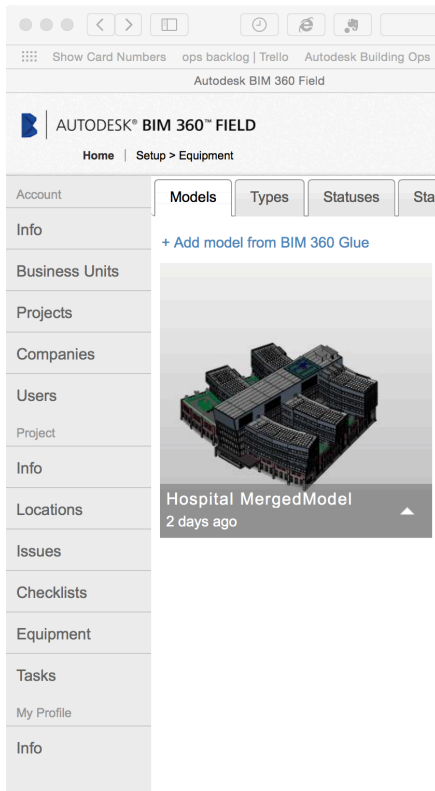 Show Card Numbers ops backlog | Trello Autodesk Building Ops
Autodesk BIM 360 Field
AUTODESK® BIM 360™ FIELD
Home Setup > Equipment
Account
Info
Business Units
Projects
Companies
Users
Project
Info
Locations
Issues
Checklists
Equipment
Tasks
My Profile
Info
Models Types Statuses Sta
+ Add model from BIM 360 Glue
Hospital MergedModel
2 days ago